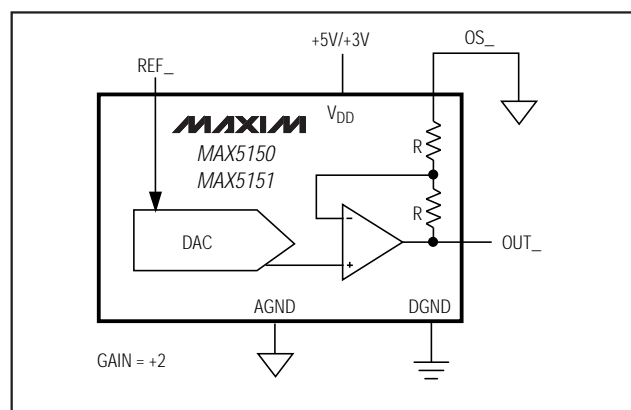 +5V/+3V
OS_
REF_
VDD
MAXIM
MAX5150
MAX5151
R
R
DAC
-
+
OUT_
AGND
DGND
GAIN = +2